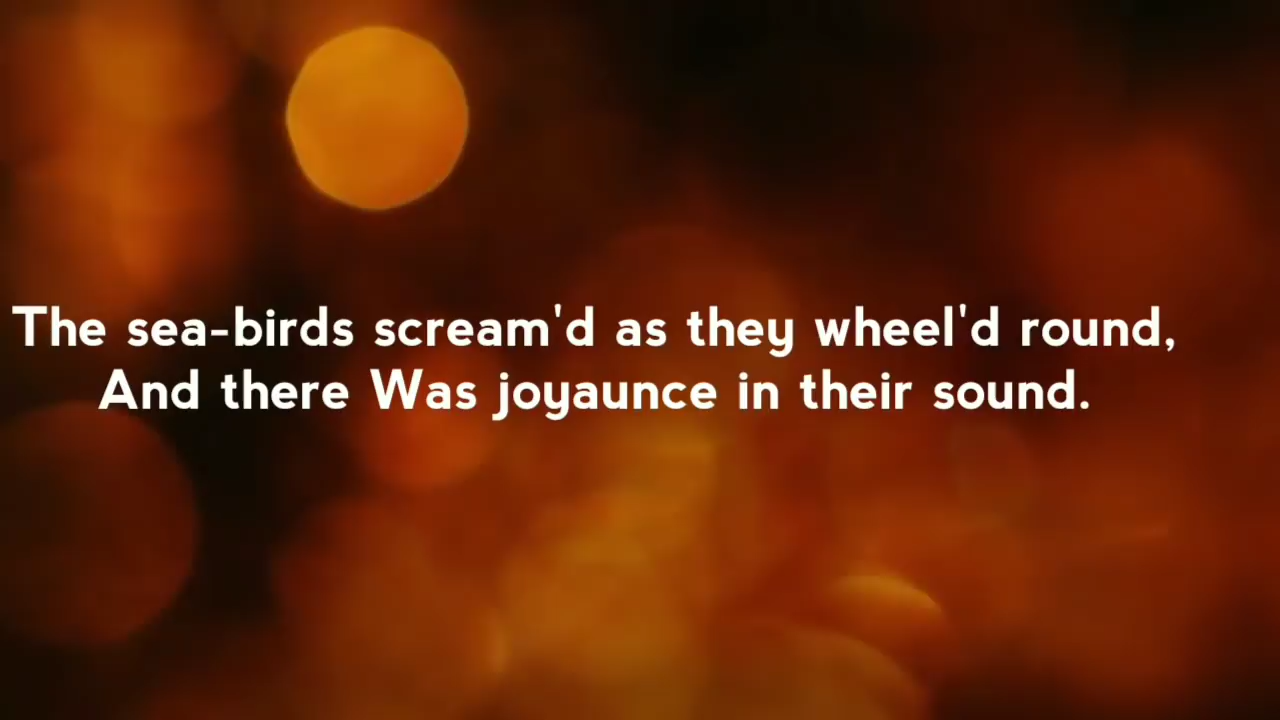 The sea-birds scream'd as they wheel'd round,
And there Was joyaunce in their sound.